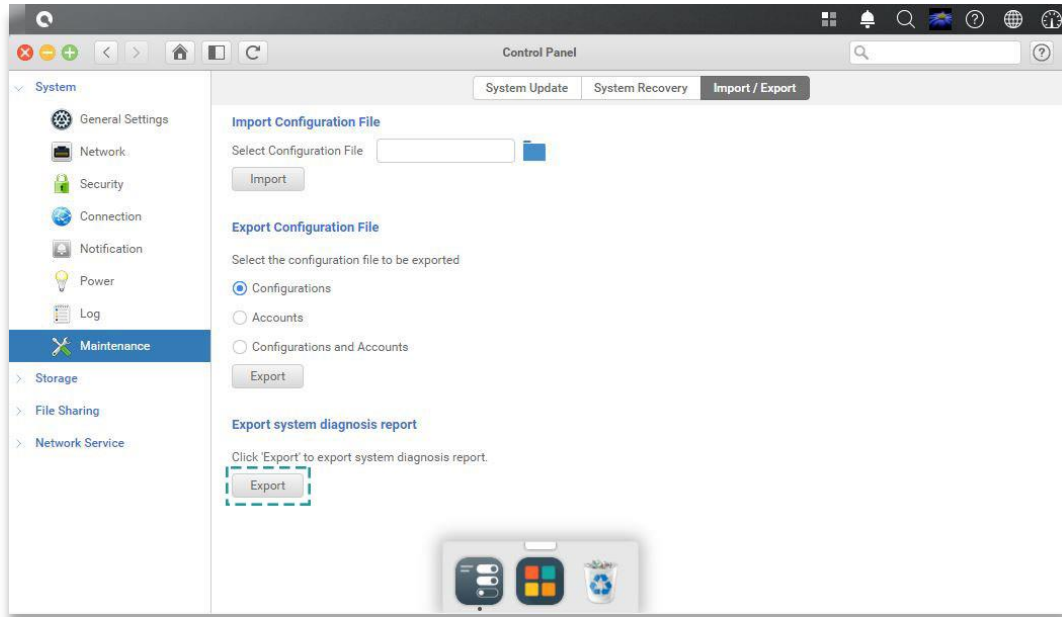 Control Panel
System
General Settings
Network
Security
Connection
Notification
Power
Log
Maintenance
Storage
File Sharing
Network Service
System Update
System Recovery
Import / Export
Import Configuration File
Select Configuration File
Import
Export Configuration File
Select the configuration file to be exported
Configurations
Accounts
Configurations and Accounts
Export
Export system diagnosis report
Click 'Export' to export system diagnosis report.
Export